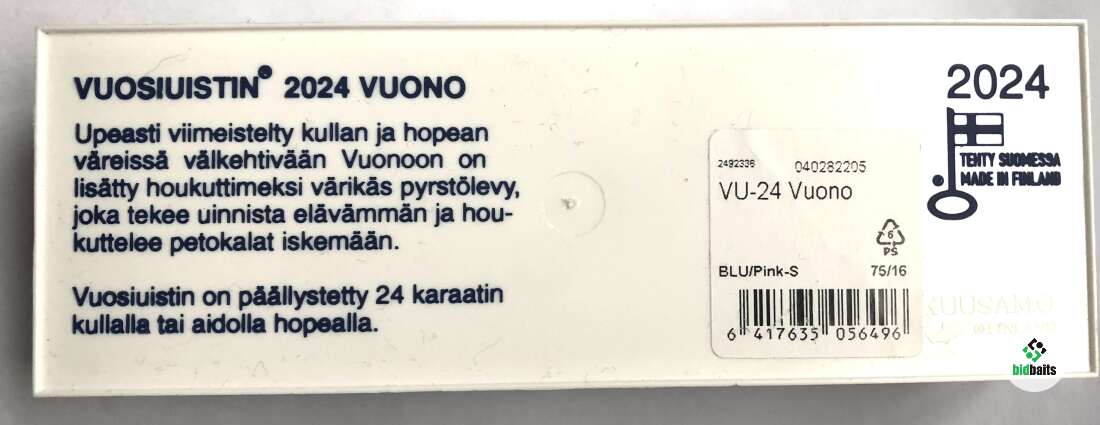 VUOSIUISTIN® 2024 VUONO
Upeasti viimeistelty kullan ja hopean
väreissä välkehtivään Vuonoon on
lisätty houkuttimeksi värikäs pyrstölevy,
joka tekee uinnista elävämmän ja hou-
kuttelee petokalat iskemään.
Vuosiuistin on päällystetty 24 karaatin
kullalla tai aidolla hopealla.
2024
TEHTY SUOMESSA
MADE IN FINLAND
2492336 040282205
VU-24 Vuono
6
PS
BLU/Pink-S 75/16
6 417635 056496
KUUSAMO
bidbaits